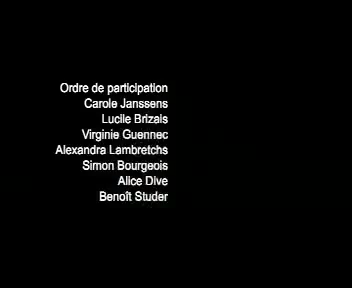 Ordre de participation
Carole Janssens
Lucile Brizais
Virginie Guennec
Alexandra Lambretchs
Simon Bourgeois
Alice Dive
Benoît Studer